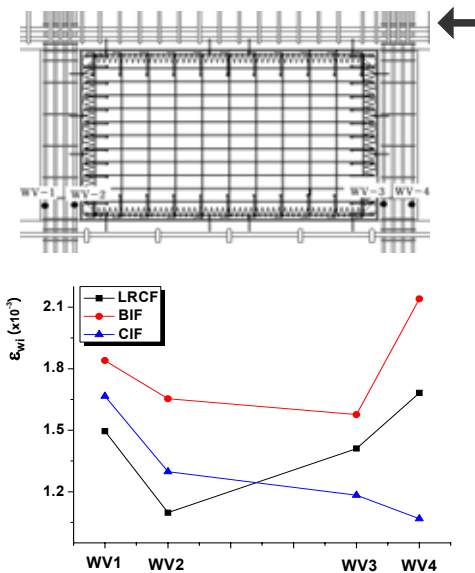 WV-1
WV-2
WV-3
WV-4
LRCF
BIF
CIF
εwi (x10⁻³)
2.1
1.8
1.5
1.2
WV1 WV2 WV3 WV4